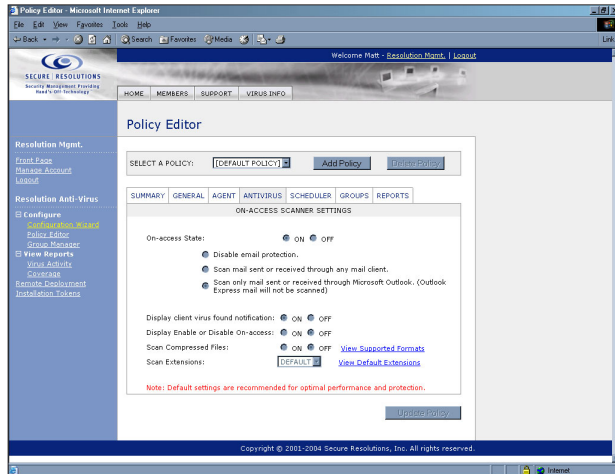 Policy Editor - Microsoft Internet Explorer
File Edit View Favorites Tools Help
Back Search Favorites Media
Link
Welcome Matt - Resolution Mgmt. | Logout
SECURE RESOLUTIONS
Security Management Providing
Hand's-Off Technology
HOME MEMBERS SUPPORT VIRUS INFO
Policy Editor
Resolution Mgmt.
Front Page
Manage Account
Logout
Resolution Anti-Virus
Configure
Configuration Wizard
Policy Editor
Group Manager
View Reports
Virus Activity
Coverage
Remote Deployment
Installation Tokens
SELECT A POLICY: [DEFAULT POLICY] Add Policy Delete Policy
SUMMARY GENERAL AGENT ANTIVIRUS SCHEDULER GROUPS REPORTS
ON-ACCESS SCANNER SETTINGS
On-access State: ON OFF
Disable email protection.
Scan mail sent or received through any mail client.
Scan only mail sent or received through Microsoft Outlook. (Outlook
Express mail will not be scanned)
Display client virus found notification: ON OFF
Display Enable or Disable On-access: ON OFF
Scan Compressed Files: ON OFF View Supported Formats
Scan Extensions: DEFAULT View Default Extensions
Note: Default settings are recommended for optimal performance and protection.
Update Policy
Copyright © 2001-2004 Secure Resolutions, Inc. All rights reserved.
Internet